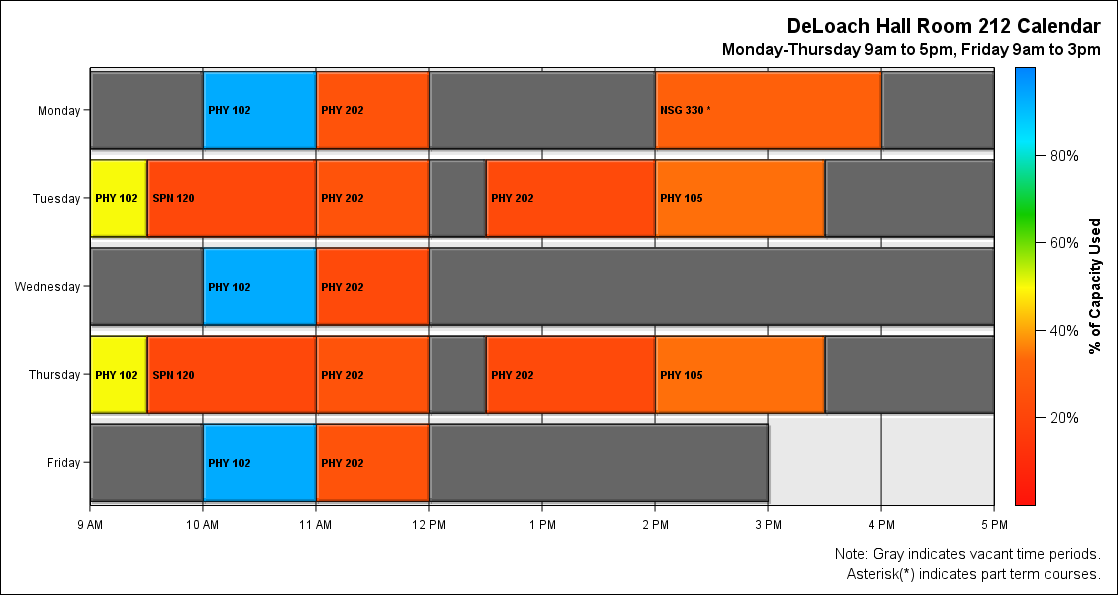 DeLoach Hall Room 212 Calendar
Monday-Thursday 9am to 5pm, Friday 9am to 3pm
Monday
PHY 102
PHY 202
NSG 330 *
Tuesday
PHY 102
SPN 120
PHY 202
PHY 202
PHY 105
Wednesday
PHY 102
PHY 202
Thursday
PHY 102
SPN 120
PHY 202
PHY 202
PHY 105
Friday
PHY 102
PHY 202
9 AM
10 AM
11 AM
12 PM
1 PM
2 PM
3 PM
4 PM
5 PM
80%
60%
40%
20%
% of Capacity Used
Note: Gray indicates vacant time periods.
Asterisk(*) indicates part term courses.